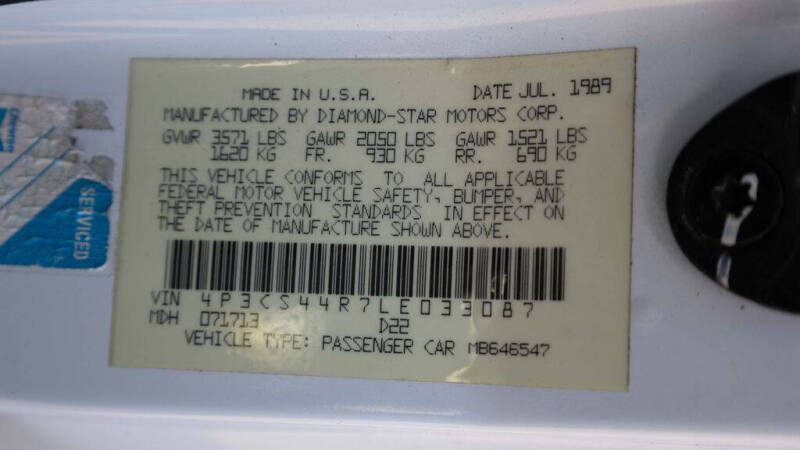 MADE IN U.S.A. DATE JUL. 1989
MANUFACTURED BY DIAMOND-STAR MOTORS CORP.
GVWR 3571 LBS GAWR 2050 LBS GAWR 1521 LBS
1620 KG FR. 930 KG RR. 690 KG
THIS VEHICLE CONFORMS TO ALL APPLICABLE
FEDERAL MOTOR VEHICLE SAFETY, BUMPER, AND
THEFT PREVENTION STANDARDS IN EFFECT ON
THE DATE OF MANUFACTURE SHOWN ABOVE.
VIN 4P3CS44R7LE033087
MDH 071713 D22
VEHICLE TYPE: PASSENGER CAR MB646547
Chevron
SERVICED